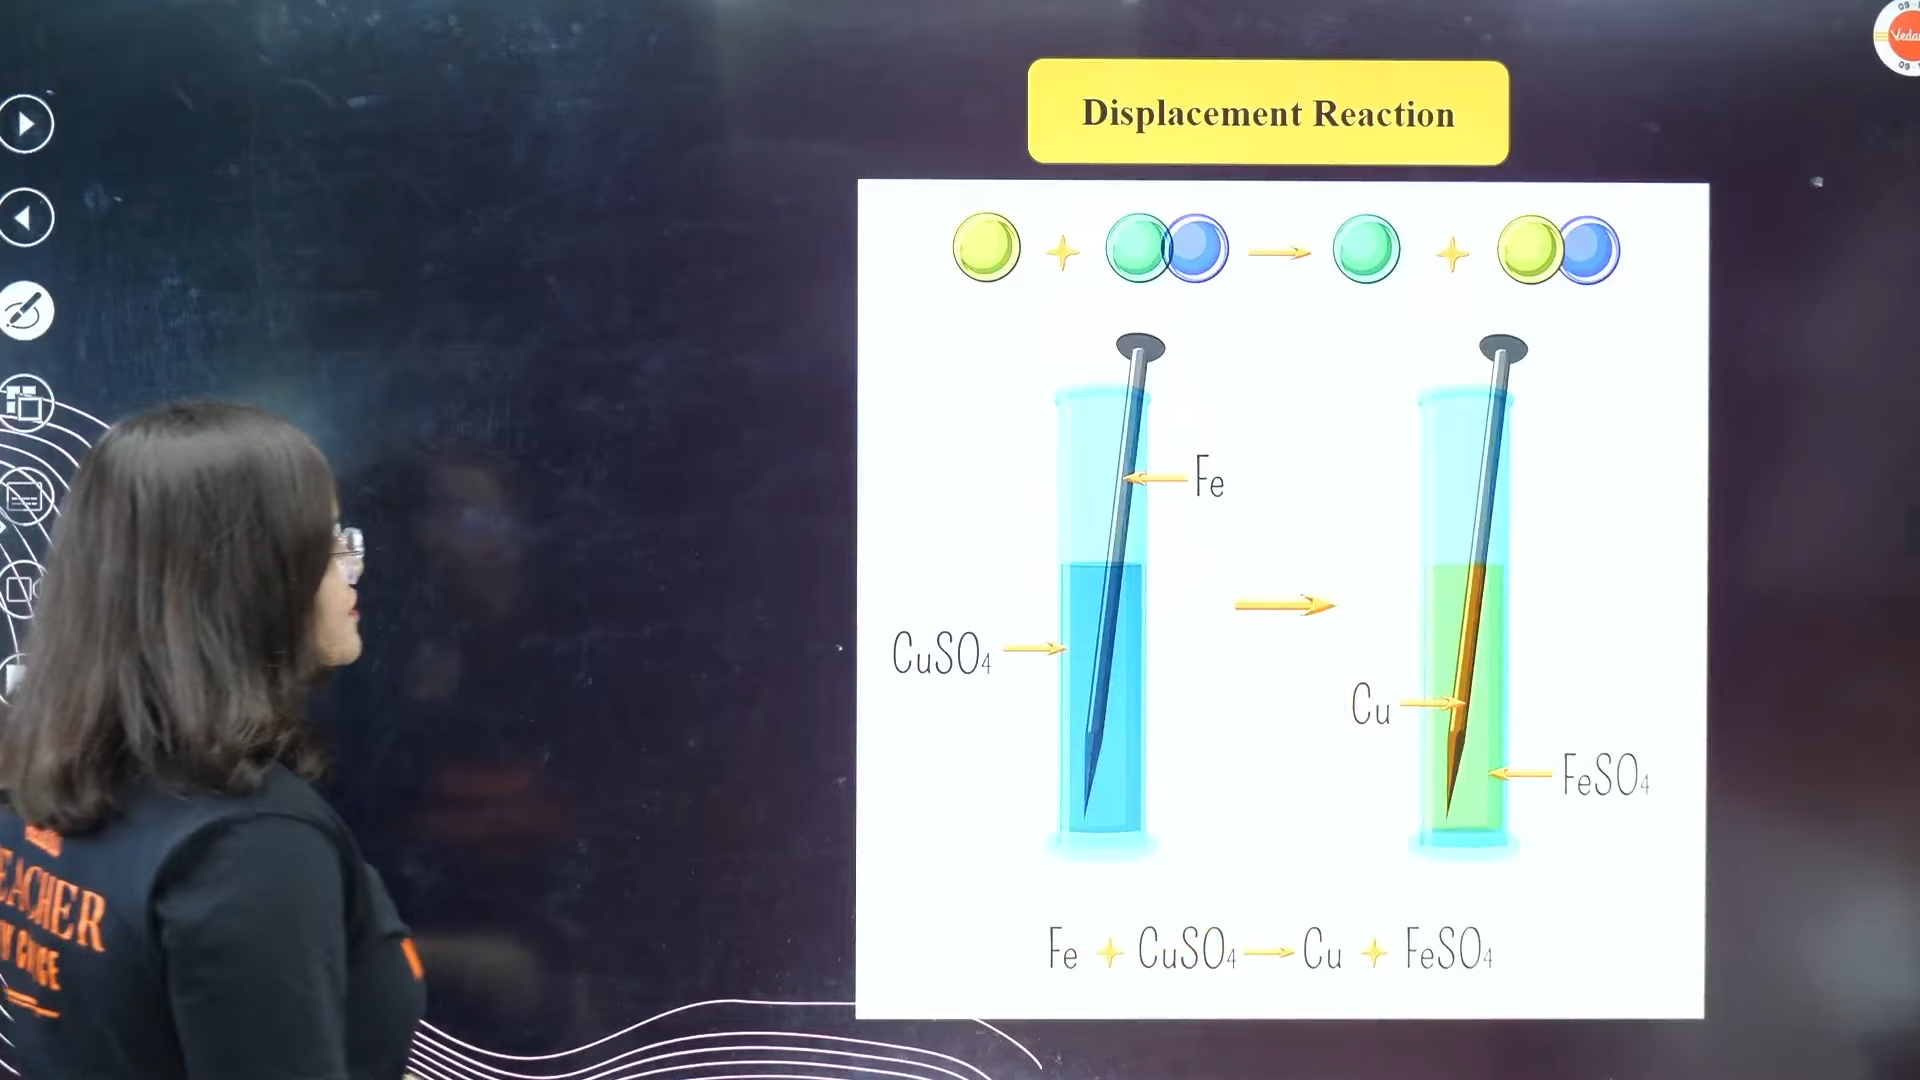 Displacement Reaction
Fe
CuSO₄
Cu
FeSO₄
Fe + CuSO₄ → Cu + FeSO₄